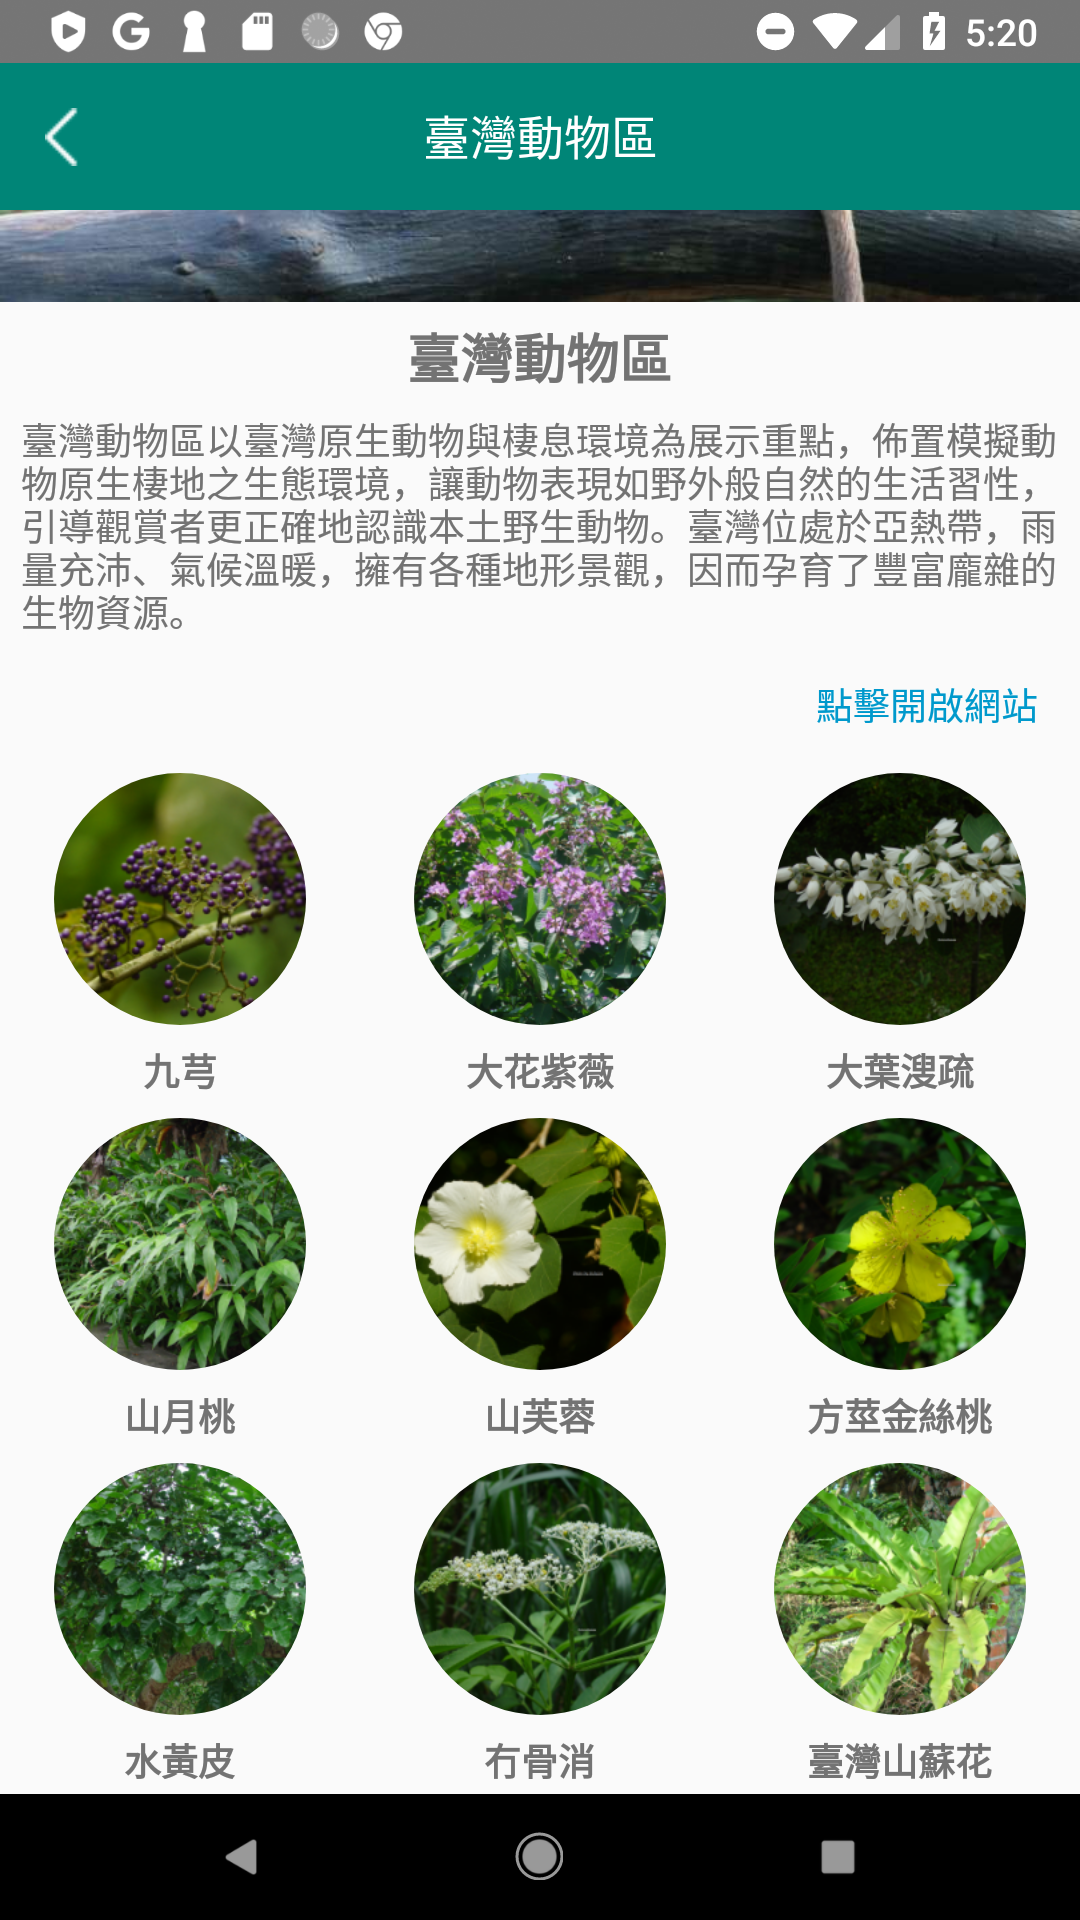 5:20
臺灣動物區
臺灣動物區
臺灣動物區以臺灣原生動物與棲息環境為展示重點，佈置模擬動
物原生棲地之生態環境，讓動物表現如野外般自然的生活習性，
引導觀賞者更正確地認識本土野生動物。臺灣位處於亞熱帶，雨
量充沛、氣候溫暖，擁有各種地形景觀，因而孕育了豐富龐雜的
生物資源。
點擊開啟網站
九芎
大花紫薇
大葉溲疏
山月桃
山芙蓉
方莖金絲桃
水黃皮
冇骨消
臺灣山蘇花